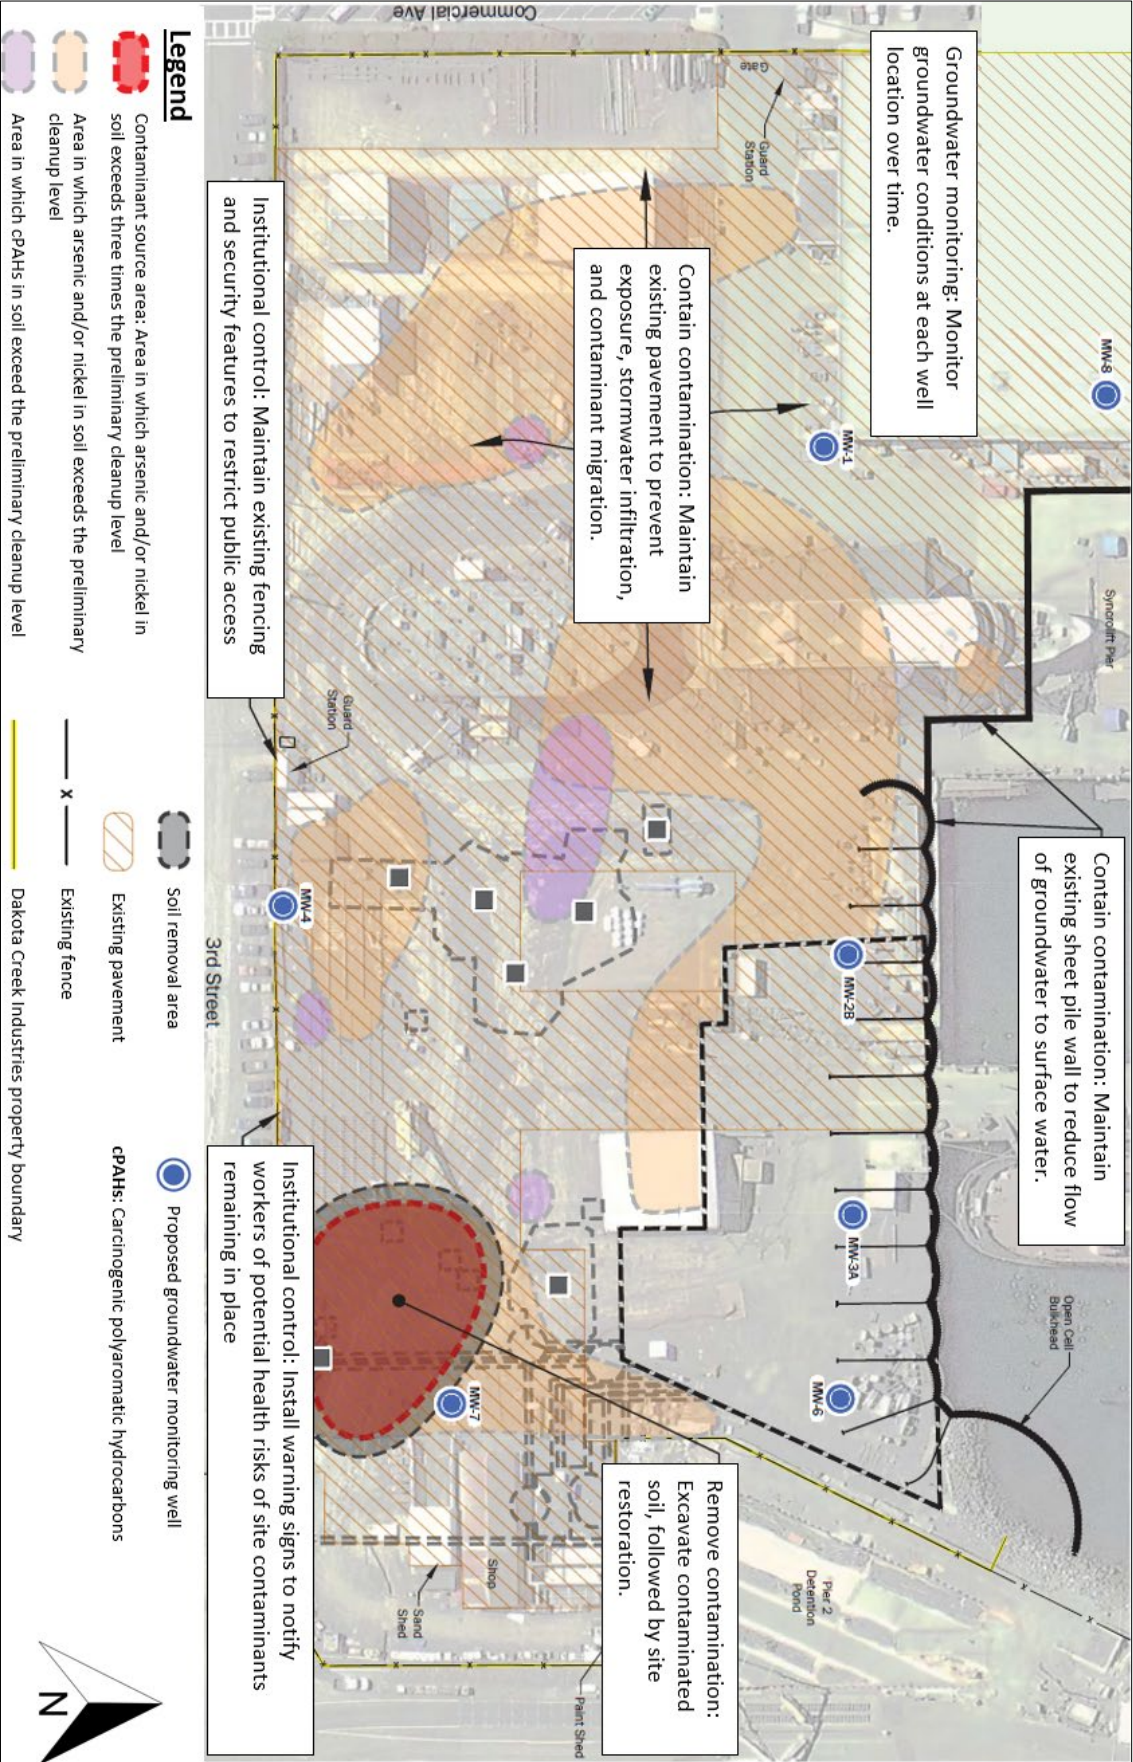 Commercial Ave
Gate
Guard
Station
Groundwater monitoring: Monitor
groundwater conditions at each well
location over time.
MW-8
MW-1
Syncrolift Pier
Contain contamination: Maintain
existing pavement to prevent
exposure, stormwater infiltration,
and contaminant migration.
Contain contamination: Maintain
existing sheet pile wall to reduce flow
of groundwater to surface water.
Institutional control: Maintain existing fencing
and security features to restrict public access
Guard
Station
MW-4
3rd Street
MW-2B
MW-3A
MW-6
Open Cell
Bulkhead
MW-7
Institutional control: Install warning signs to notify
workers of potential health risks of site contaminants
remaining in place
Remove contamination:
Excavate contaminated
soil, followed by site
restoration.
Pier 2
Detention
Pond
Shop
Sand
Shed
Paint Shed
Legend
Contaminant source area: Area in which arsenic and/or nickel in
soil exceeds three times the preliminary cleanup level
Area in which arsenic and/or nickel in soil exceeds the preliminary
cleanup level
Area in which cPAHs in soil exceed the preliminary cleanup level
Soil removal area
Existing pavement
x
Existing fence
Dakota Creek Industries property boundary
Proposed groundwater monitoring well
cPAHs: Carcinogenic polyaromatic hydrocarbons
N